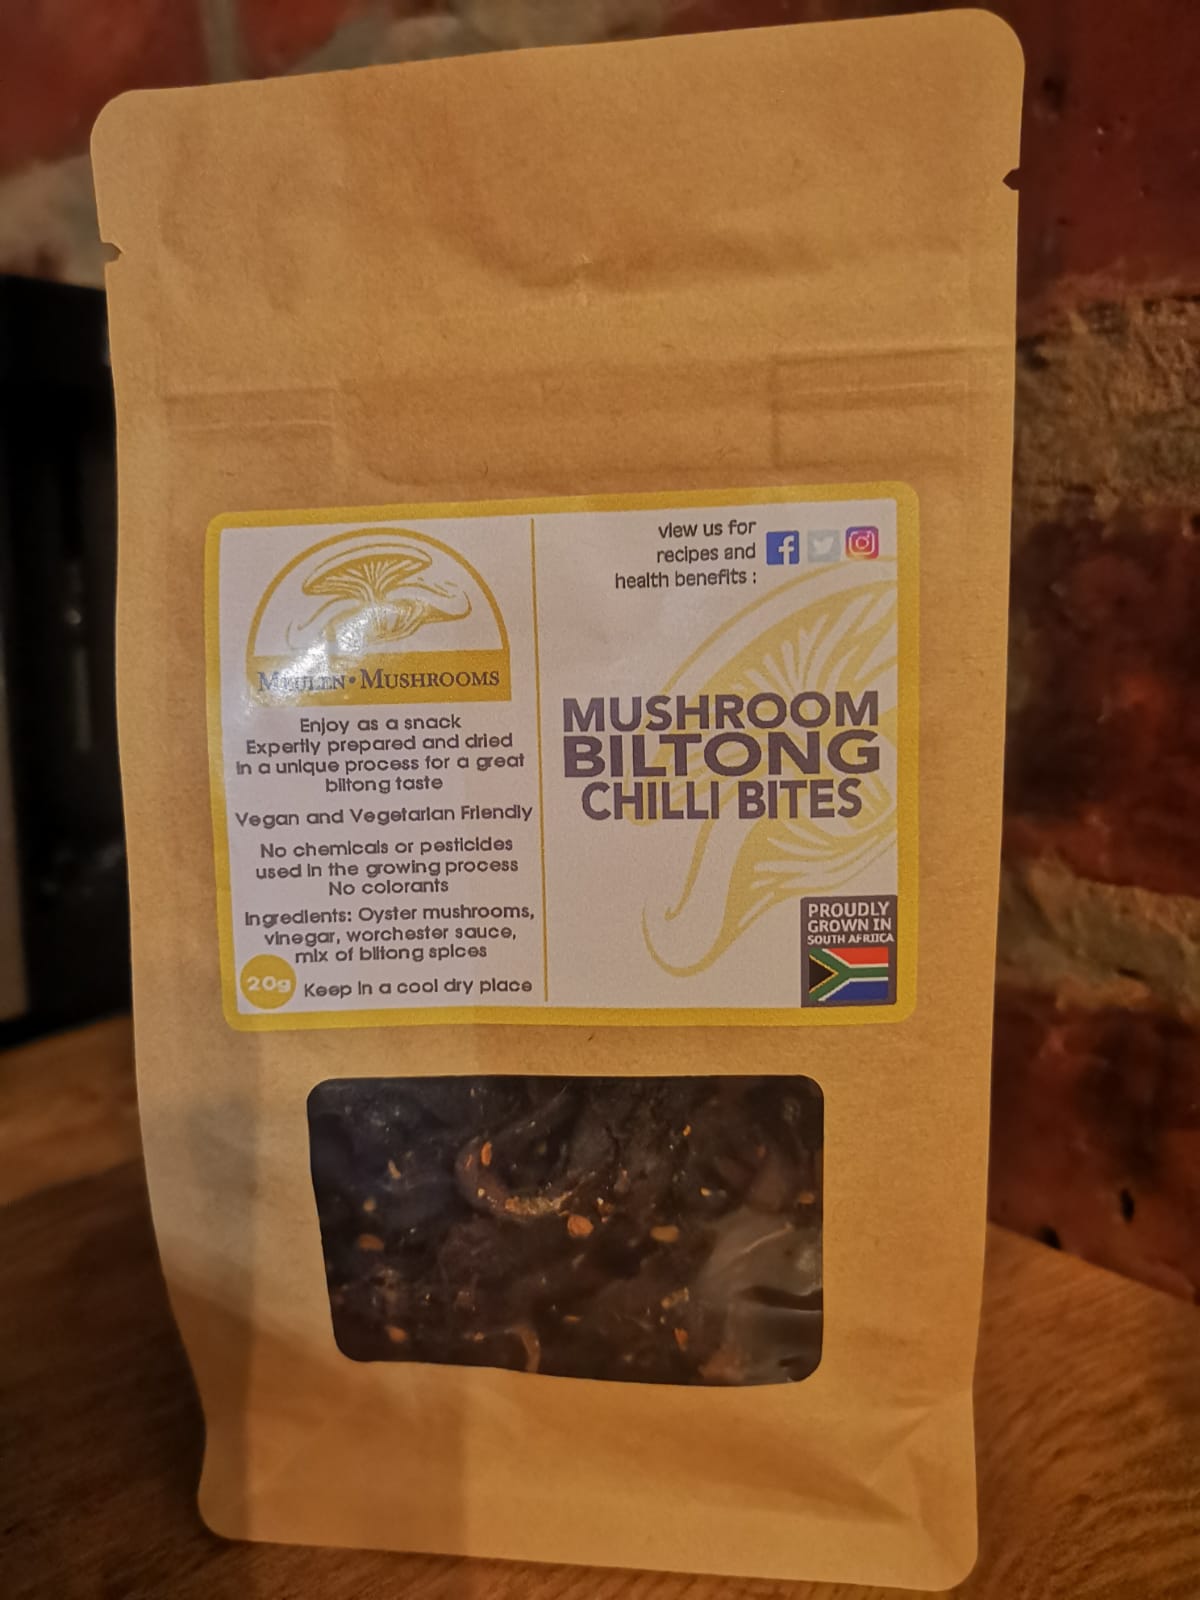 MEULEN • MUSHROOMS
Enjoy as a snack
Expertly prepared and dried
in a unique process for a great
biltong taste
Vegan and Vegetarian Friendly
No chemicals or pesticides
used in the growing process
No colorants
Ingredients: Oyster mushrooms,
vinegar, worchester sauce,
mix of biltong spices
20g
Keep in a cool dry place
view us for
recipes and
health benefits :
MUSHROOM
BILTONG
CHILLI BITES
PROUDLY
GROWN IN
SOUTH AFRIICA